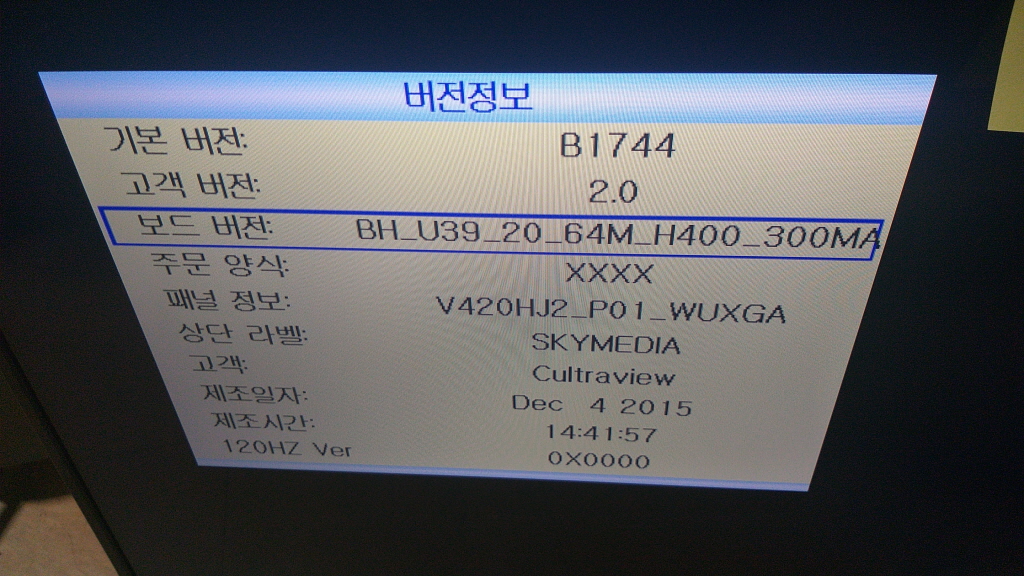 버전정보
기본 버전: B1744
고객 버전: 2.0
보드 버전: BH_U39_20_64M_H400_300MA
주문 양식: XXXX
패널 정보: V420HJ2_P01_WUXGA
상단 라벨: SKYMEDIA
고객: Cultraview
제조일자: Dec 4 2015
제조시간: 14:41:57
120HZ Ver 0X0000